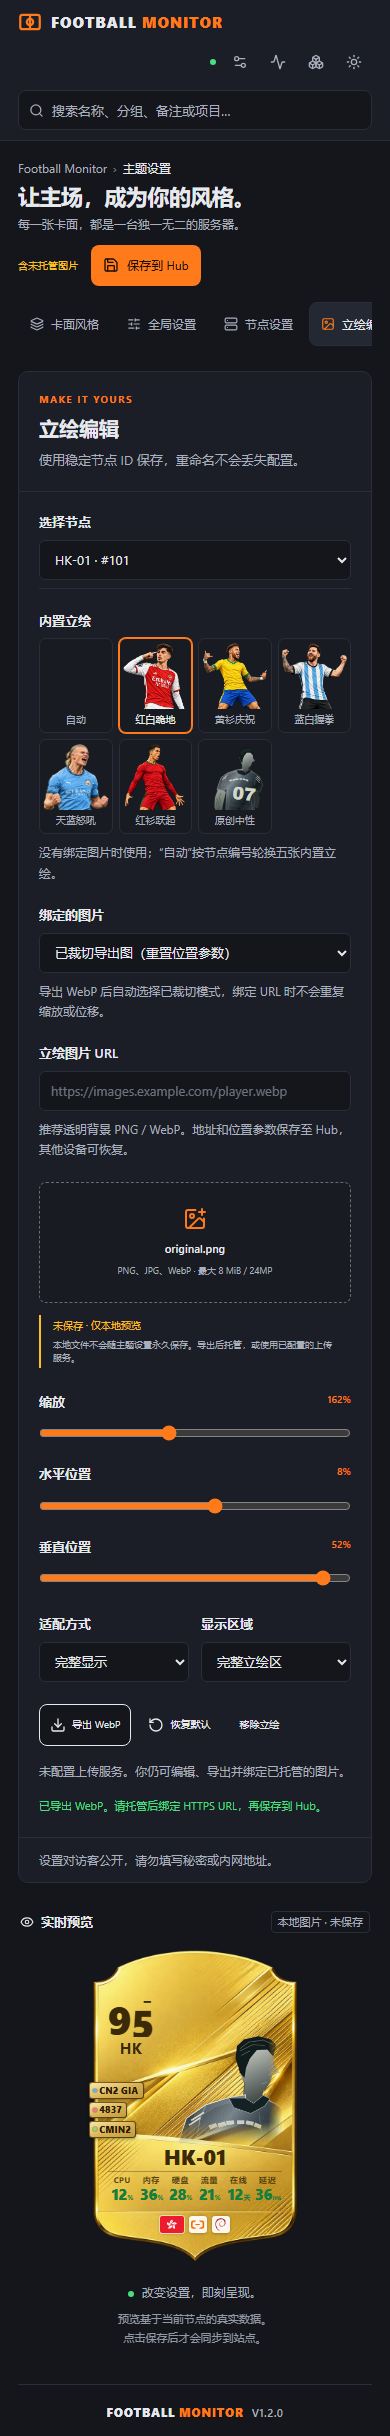 FOOTBALL MONITOR
搜索名称、分组、备注或项目...
Football Monitor › 主题设置
让主场，成为你的风格。
每一张卡面，都是一台独一无二的服务器。
含未托管图片
保存到 Hub
卡面风格 全局设置 节点设置 立绘编
MAKE IT YOURS
立绘编辑
使用稳定节点 ID 保存，重命名不会丢失配置。
选择节点
HK-01 · #101
内置立绘
自动 红白跪地 黄衫庆祝 蓝白握拳
天蓝怒吼 红衫跃起 原创中性
07
没有绑定图片时使用；“自动”按节点编号轮换五张内置立
绘。
绑定的图片
已裁切导出图（重置位置参数）
导出 WebP 后自动选择已裁切模式，绑定 URL 时不会重复
缩放或位移。
立绘图片 URL
https://images.example.com/player.webp
推荐透明背景 PNG / WebP。地址和位置参数保存至 Hub，
其他设备可恢复。
original.png
PNG、JPG、WebP · 最大 8 MiB / 24MP
未保存 · 仅本地预览
本地文件不会随主题设置永久保存。导出后托管，或使用已配置的上传
服务。
缩放 162%
水平位置 8%
垂直位置 52%
适配方式 显示区域
完整显示 完整立绘区
导出 WebP 恢复默认 移除立绘
未配置上传服务。你仍可编辑、导出并绑定已托管的图片。
已导出 WebP。请托管后绑定 HTTPS URL，再保存到 Hub。
设置对访客公开，请勿填写秘密或内网地址。
实时预览 本地图片 · 未保存
95
HK
CN2 GIA
4837
CMIN2
HK-01
CPU 内存 硬盘 流量 在线 延迟
12% 36% 28% 21% 12天 36ms
改变设置，即刻呈现。
预览基于当前节点的真实数据。
点击保存后才会同步到站点。
FOOTBALL MONITOR V1.2.0